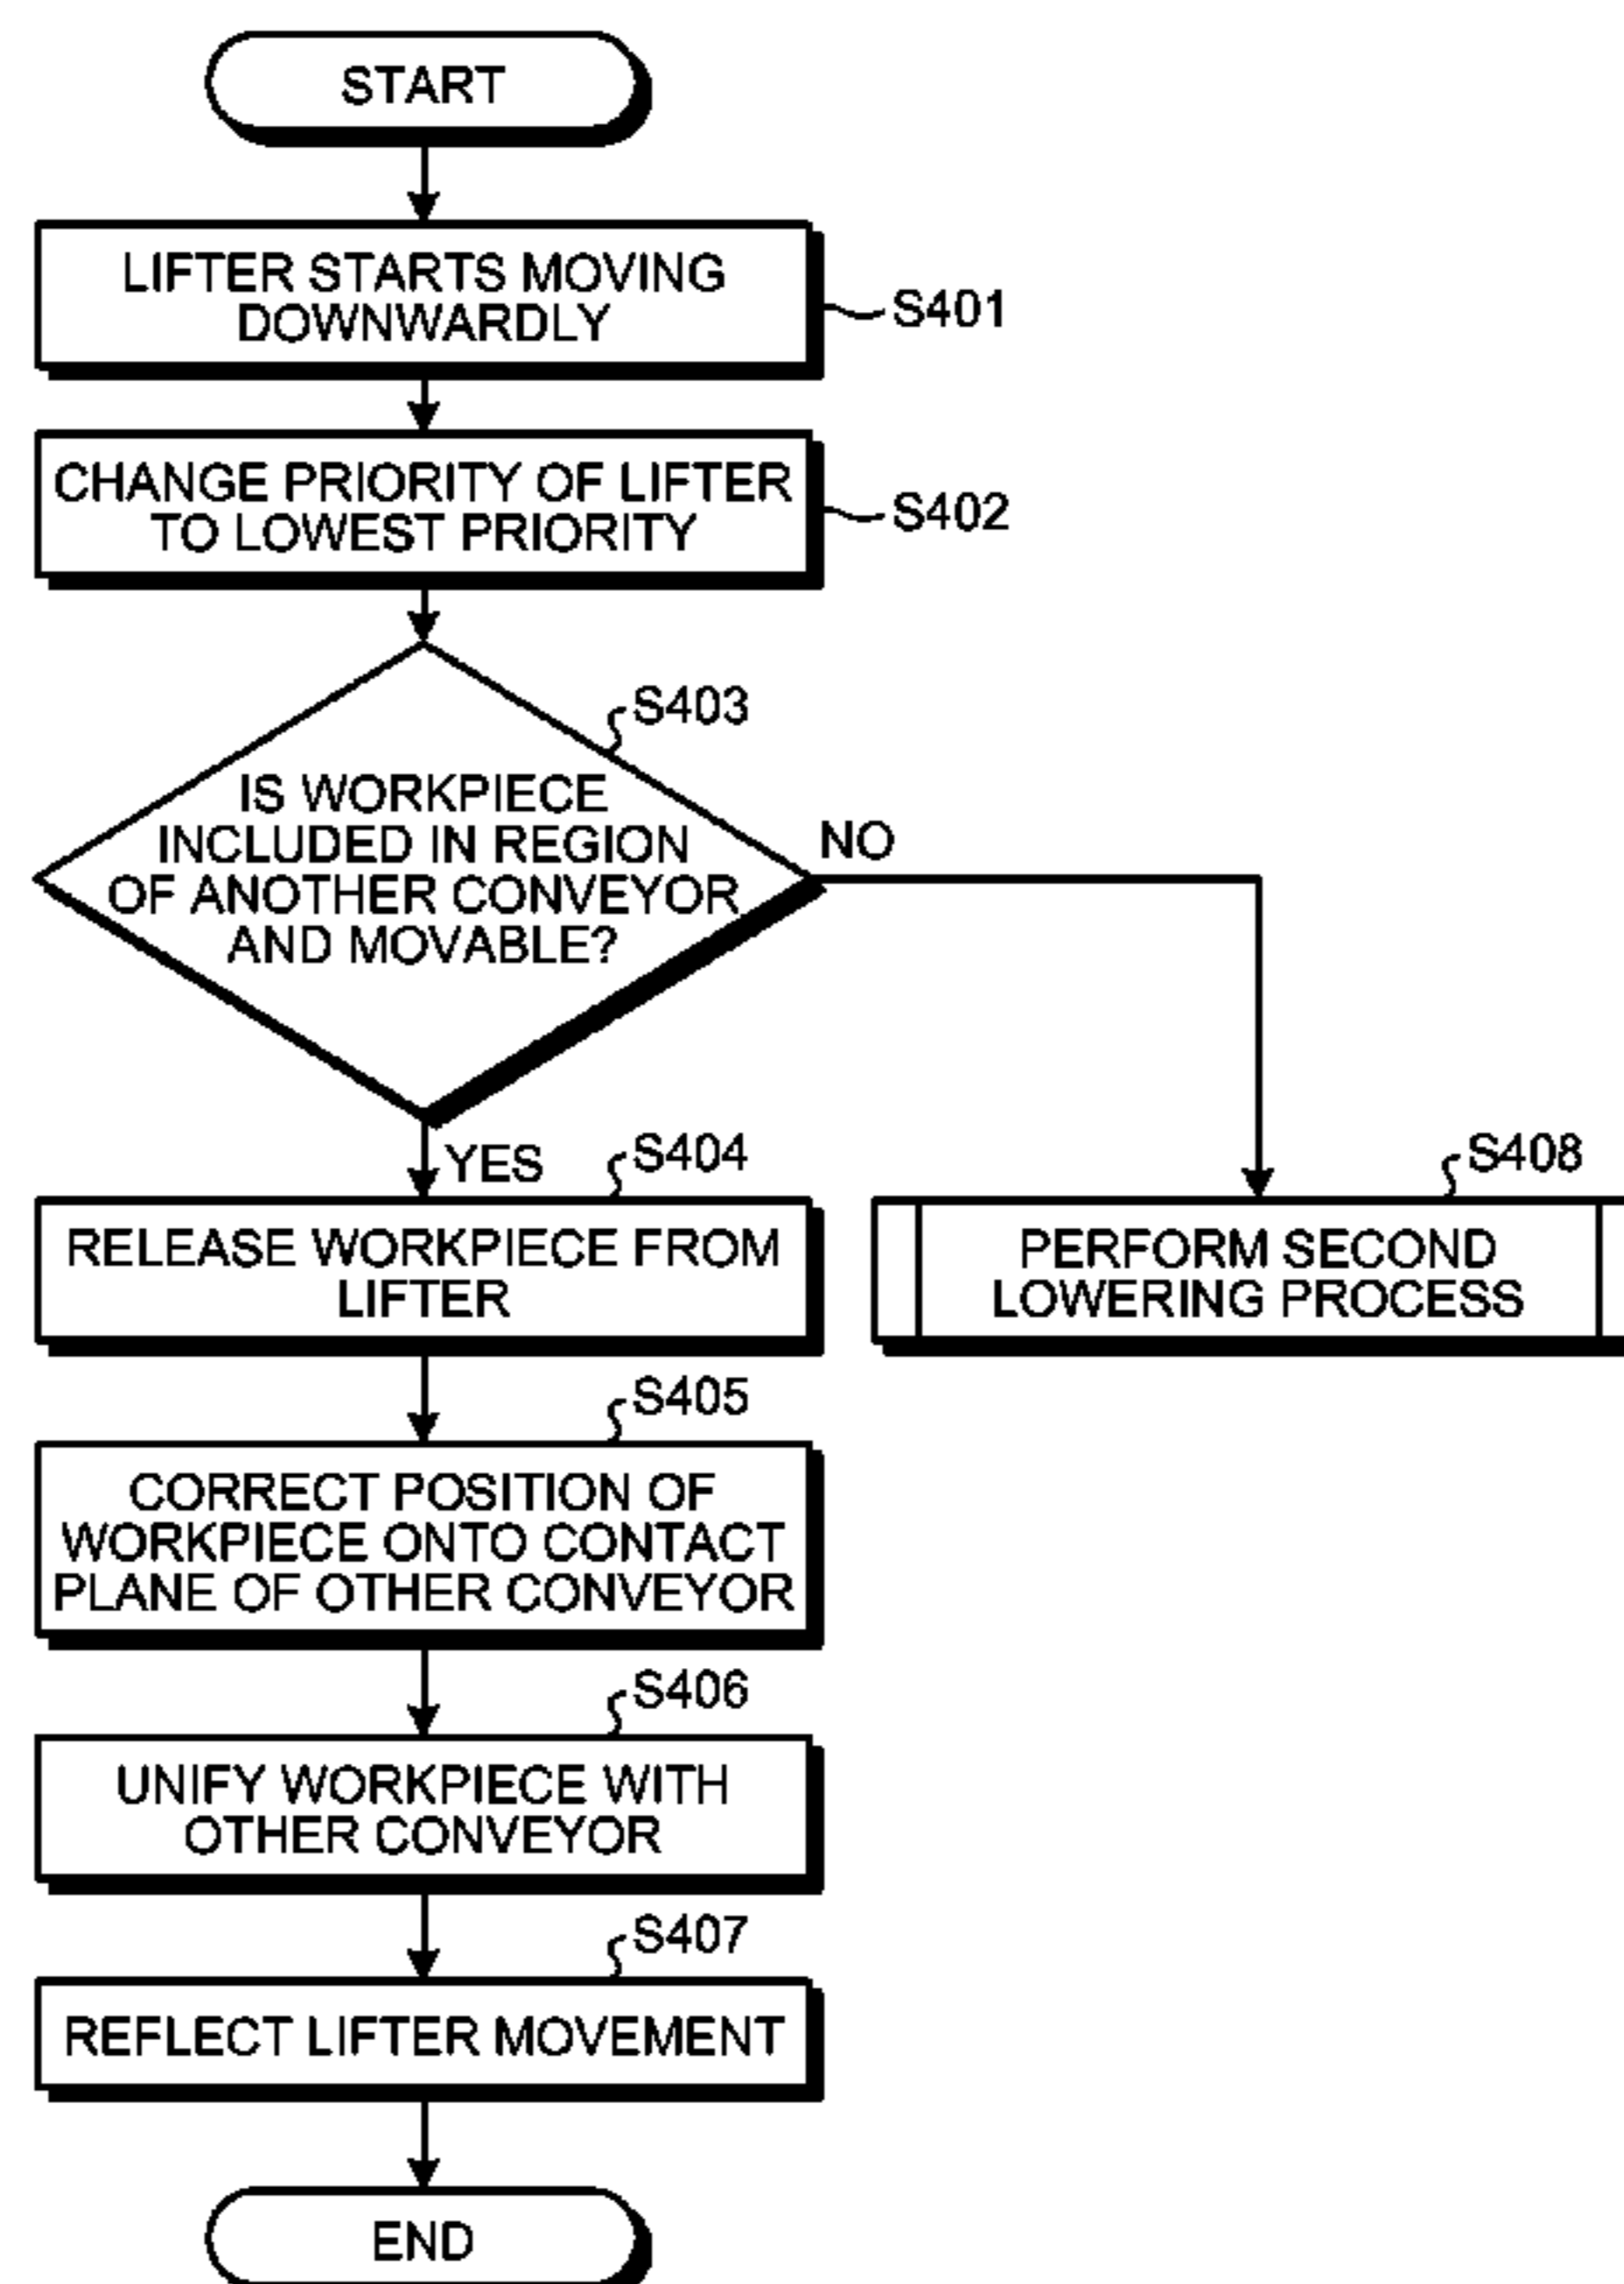 START
LIFTER STARTS MOVING
DOWNWARDLY
S401
CHANGE PRIORITY OF LIFTER
TO LOWEST PRIORITY
S402
S403
IS WORKPIECE
INCLUDED IN REGION
OF ANOTHER CONVEYOR
AND MOVABLE?
NO
YES
S404
RELEASE WORKPIECE FROM
LIFTER
S408
PERFORM SECOND
LOWERING PROCESS
S405
CORRECT POSITION OF
WORKPIECE ONTO CONTACT
PLANE OF OTHER CONVEYOR
S406
UNIFY WORKPIECE WITH
OTHER CONVEYOR
S407
REFLECT LIFTER MOVEMENT
END